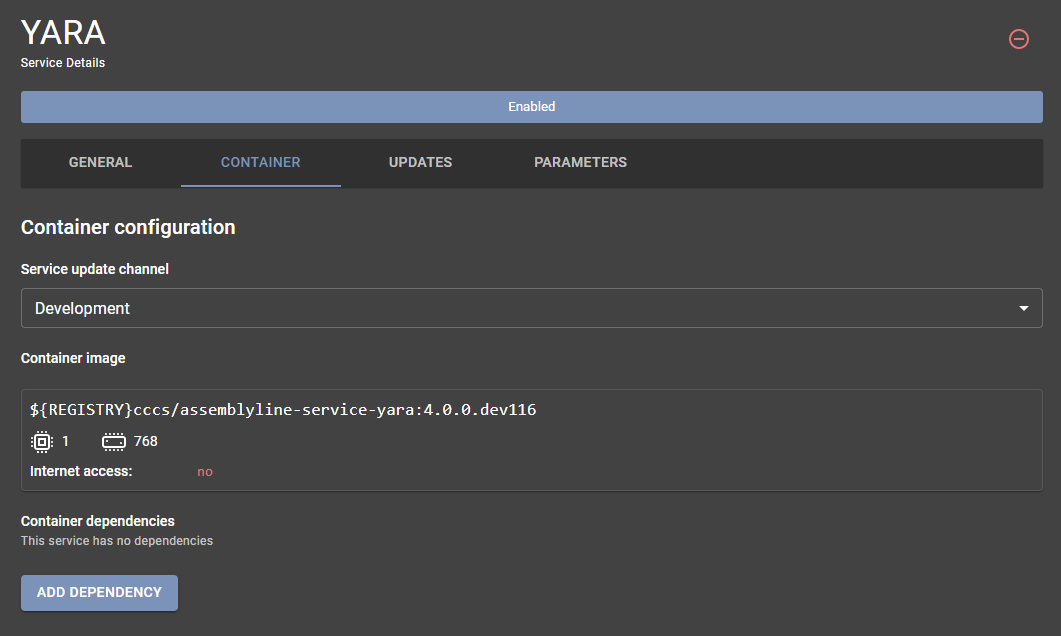 YARA
Service Details
Enabled
GENERAL CONTAINER UPDATES PARAMETERS
Container configuration
Service update channel
Development
Container image
${REGISTRY}cccs/assemblyline-service-yara:4.0.0.dev116
1 768
Internet access: no
Container dependencies
This service has no dependencies
ADD DEPENDENCY